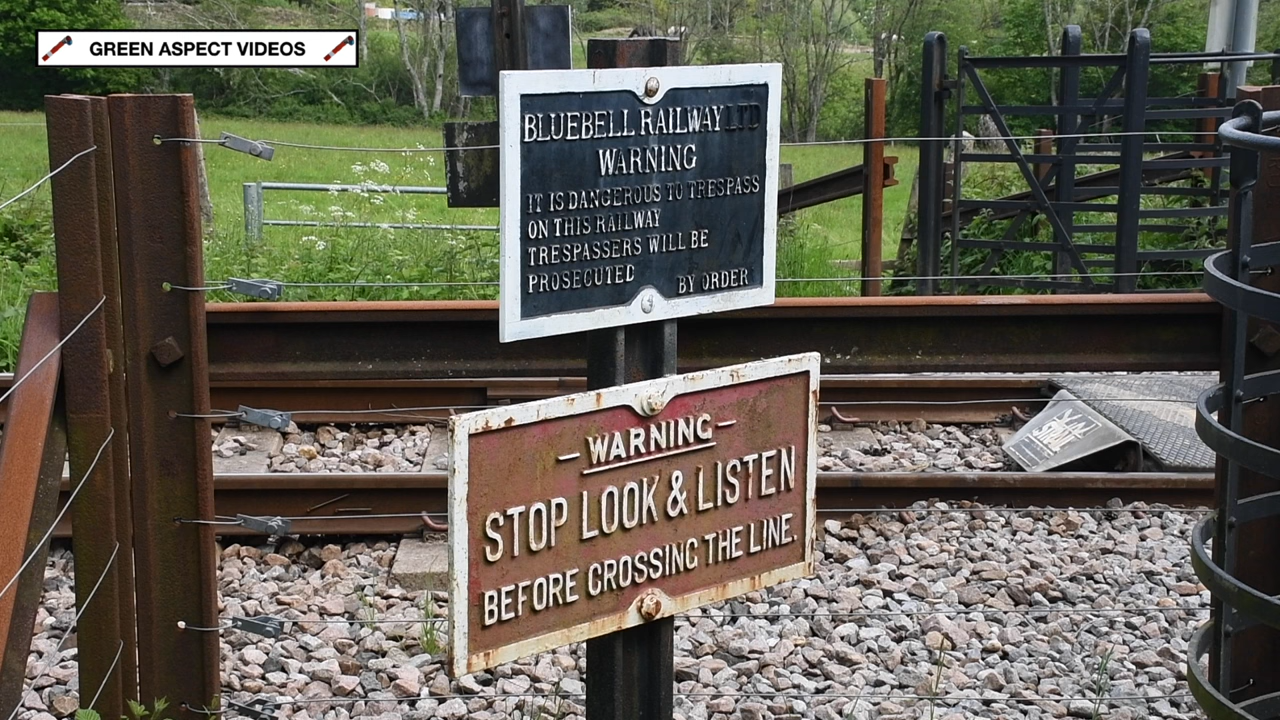 GREEN ASPECT VIDEOS
BLUEBELL RAILWAY LTD
WARNING
IT IS DANGEROUS TO TRESPASS
ON THIS RAILWAY
TRESPASSERS WILL BE
PROSECUTED BY ORDER
- WARNING -
STOP LOOK & LISTEN
BEFORE CROSSING THE LINE.